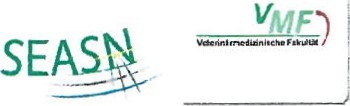 SEASN
VMF
Veterinärmedizinische Fakultät